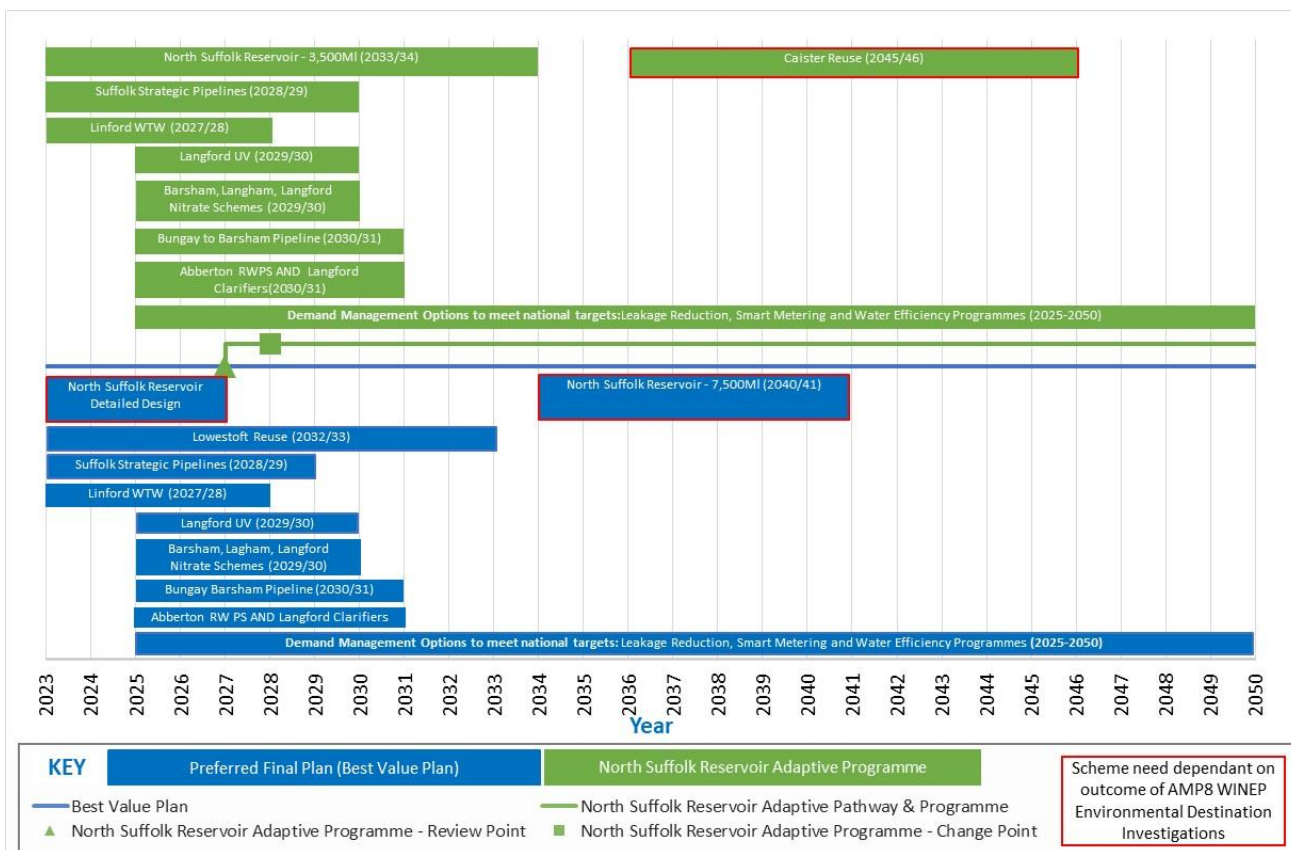 North Suffolk Reservoir - 3,500Ml (2033/34)
Caister Reuse (2045/46)
Suffolk Strategic Pipelines (2028/29)
Linford WTW (2027/28)
Langford UV (2029/30)
Barsham, Langham, Langford
Nitrate Schemes (2029/30)
Bungay to Barsham Pipeline (2030/31)
Abberton RWPS AND Langford
Clarifiers(2030/31)
Demand Management Options to meet national targets:Leakage Reduction, Smart Metering and Water Efficiency Programmes (2025-2050)
North Suffolk Reservoir
Detailed Design
North Suffolk Reservoir - 7,500Ml (2040/41)
Lowestoft Reuse (2032/33)
Suffolk Strategic Pipelines (2028/29)
Linford WTW (2027/28)
Langford UV (2029/30)
Barsham, Lagham, Langford
Nitrate Schemes (2029/30)
Bungay Barsham Pipeline (2030/31)
Abberton RW PS AND Langford Clarifiers
Demand Management Options to meet national targets: Leakage Reduction, Smart Metering and Water Efficiency Programmes (2025-2050)
2023 2024 2025 2026 2027 2028 2029 2030 2031 2032 2033 2034 2035 2036 2037 2038 2039 2040 2041 2042 2043 2044 2045 2046 2047 2048 2049 2050
Year
KEY
Preferred Final Plan (Best Value Plan)
North Suffolk Reservoir Adaptive Programme
Best Value Plan
North Suffolk Reservoir Adaptive Pathway & Programme
North Suffolk Reservoir Adaptive Programme - Review Point
North Suffolk Reservoir Adaptive Programme - Change Point
Scheme need dependant on
outcome of AMP8 WINEP
Environmental Destination
Investigations